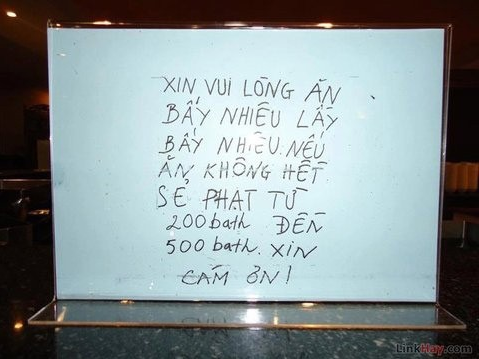 XIN VUI LÒNG ĂN
BẤY NHIÊU LẤY
BẤY NHIÊU. NẾU
ĂN KHÔNG HẾT
SẼ PHẠT TỪ
200 bath ĐẾN
500 bath. XIN
CÁM ƠN!
LinkHay.com